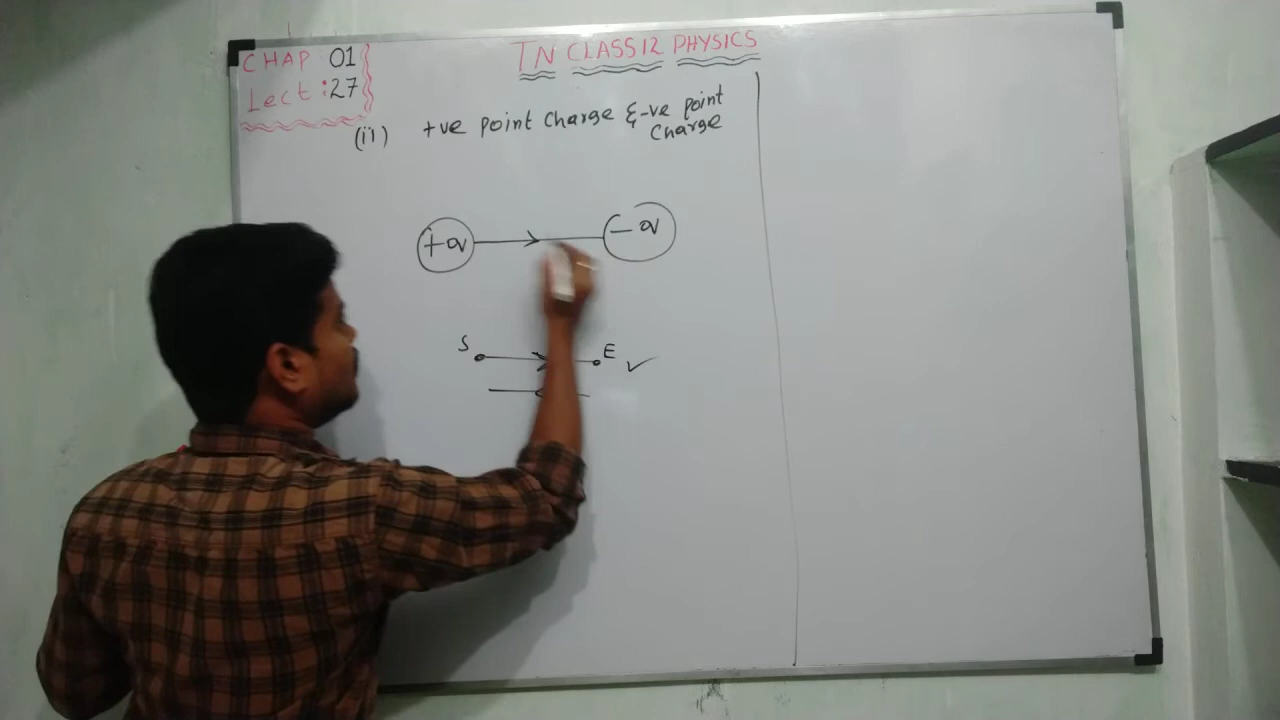 CHAP 01
Lect : 27
TN CLASS 12 PHYSICS
(ii) +ve point charge & -ve point
charge
+q
-q
S
E